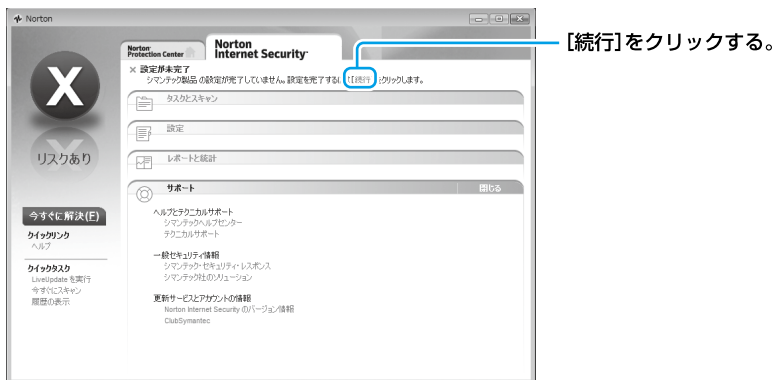 Norton
[続行]をクリックする。
Norton
Protection Center
Norton
Internet Security
設定が未完了
シマンテック製品 の設定が完了していません。設定を完了するに [続行] クリックします。
X
リスクあり
今すぐに解決(F)
クイックリンク
ヘルプ
クイックタスク
LiveUpdate を実行
今すぐにスキャン
履歴の表示
タスクとスキャン
設定
レポートと統計
サポート
閉じる
ヘルプとテクニカルサポート
シマンテックヘルプセンター
テクニカルサポート
一般セキュリティ情報
シマンテック・セキュリティ・レスポンス
シマンテック社のソリューション
更新サービスとアカウントの情報
Norton Internet Security のバージョン情報
ClubSymantec